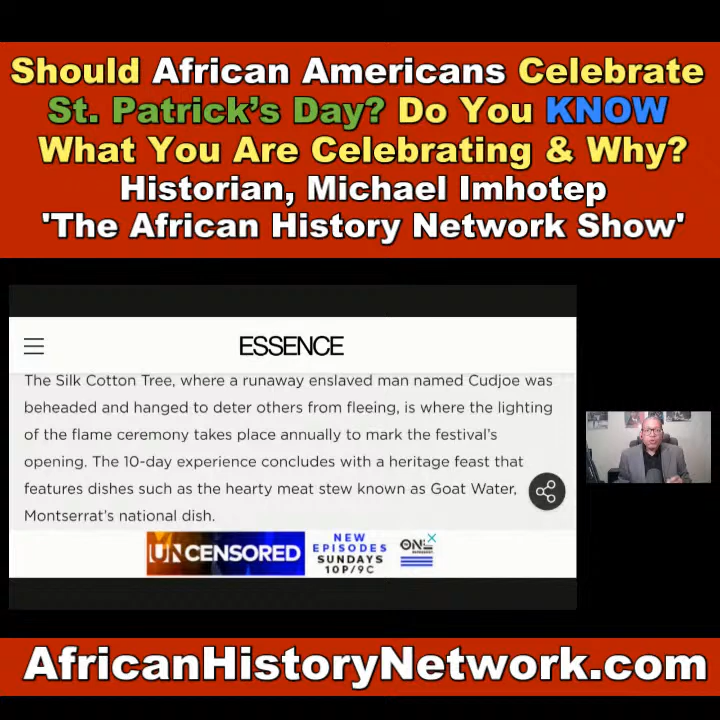 Should African Americans Celebrate
St. Patrick's Day? Do You KNOW
What You Are Celebrating & Why?
Historian, Michael Imhotep
'The African History Network Show'
ESSENCE
The Silk Cotton Tree, where a runaway enslaved man named Cudjoe was
beheaded and hanged to deter others from fleeing, is where the lighting
of the flame ceremony takes place annually to mark the festival's
opening. The 10-day experience concludes with a heritage feast that
features dishes such as the hearty meat stew known as Goat Water,
Montserrat's national dish.
UNCENSORED
NEW
EPISODES
SUNDAYS
10P/9C
AfricanHistoryNetwork.com